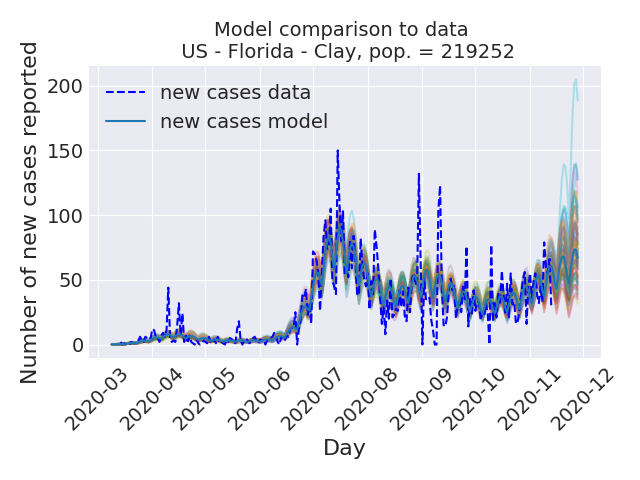 Model comparison to data
US - Florida - Clay, pop. = 219252
Number of new cases reported
200
150
100
50
0
new cases data
new cases model
2020-03
2020-04
2020-05
2020-06
2020-07
2020-08
2020-09
2020-10
2020-11
2020-12
Day